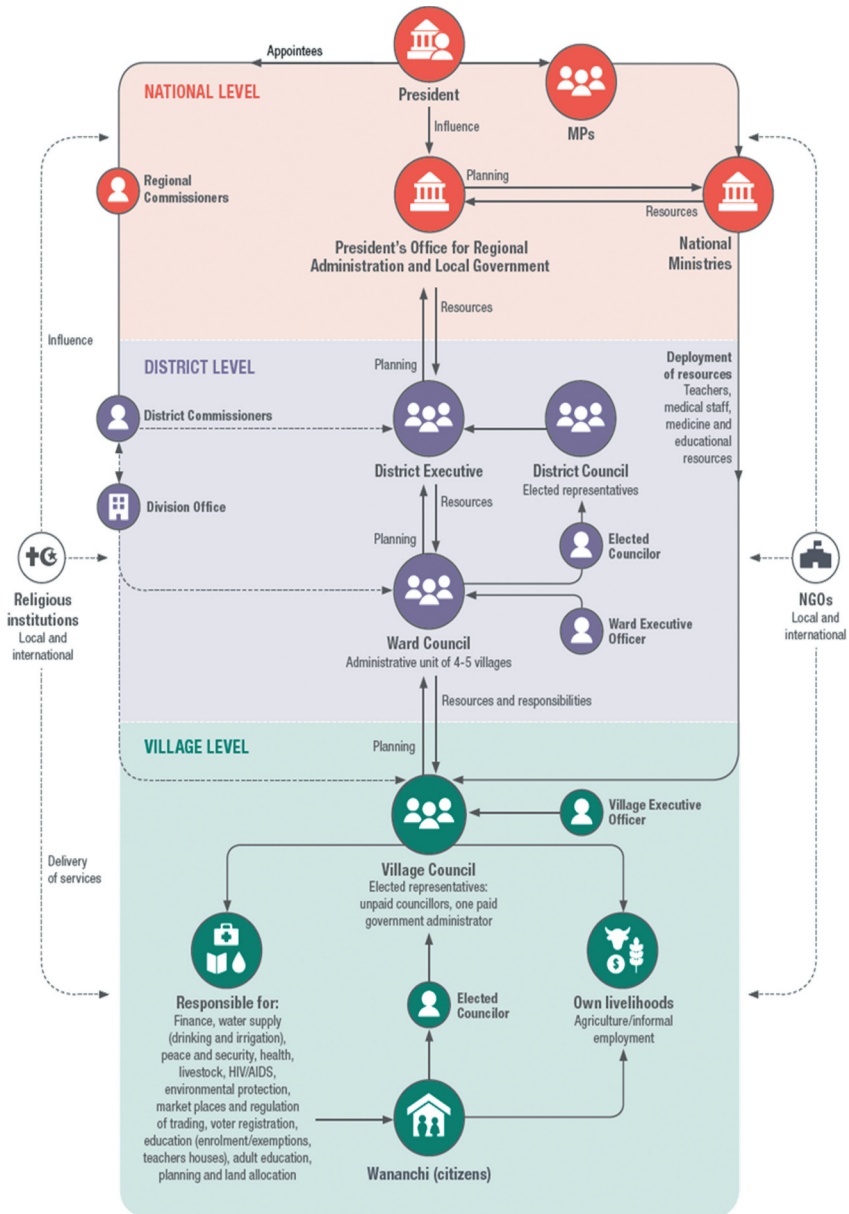 Appointees
NATIONAL LEVEL
President
MPs
Influence
Regional
Commissioners
Planning
Resources
President's Office for Regional
Administration and Local Government
National
Ministries
Resources
Influence
Planning
DISTRICT LEVEL
Deployment
of resources
Teachers,
medical staff,
medicine and
educational
resources
District Commissioners
District Executive
District Council
Elected representatives
Division Office
Resources
Planning
Elected
Councilor
Religious
institutions
Local and
international
NGOs
Local and
international
Ward Executive
Officer
Ward Council
Administrative unit of 4-5 villages
Resources and responsibilities
Planning
VILLAGE LEVEL
Village Executive
Officer
Village Council
Elected representatives:
unpaid councillors, one paid
government administrator
Delivery
of services
Responsible for:
Finance, water supply
(drinking and irrigation),
peace and security, health,
livestock, HIV/AIDS,
environmental protection,
market places and regulation
of trading, voter registration,
education (enrolment/exemptions,
teachers houses), adult education,
planning and land allocation
Elected
Councilor
Own livelihoods
Agriculture/informal
employment
Wananchi (citizens)